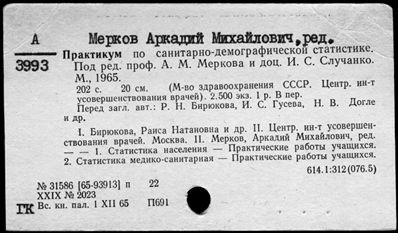 А Мерков Аркадий Михайлович, ред.
3993 Практикум по санитарно-демографической статистике.
Под ред. проф. А. М. Меркова и доц. И. С. Случанко.
М., 1965.
202 с. 20 см. (М-во здравоохранения СССР. Центр. ин-т
усовершенствования врачей). 2.500 экз. 1 р. В пер.
Перед загл. авт.: Р. Н. Бирюкова, И. С. Гусева, Н. В. Догле
и др.
1. Бирюкова, Раиса Натановна и др. II. Центр. ин-т усовершен-
ствования врачей. Москва. II. Мерков, Аркадий Михайлович, ред.
— — 1. Статистика населения — Практические работы учащихся.
2. Статистика медико-санитарная — Практические работы учащихся.
614.1:312(076.5)
№ 31586 [65-93913] п 22
XXIX № 2023
ГК Вс. кн. пал. 1 XII 65 П691